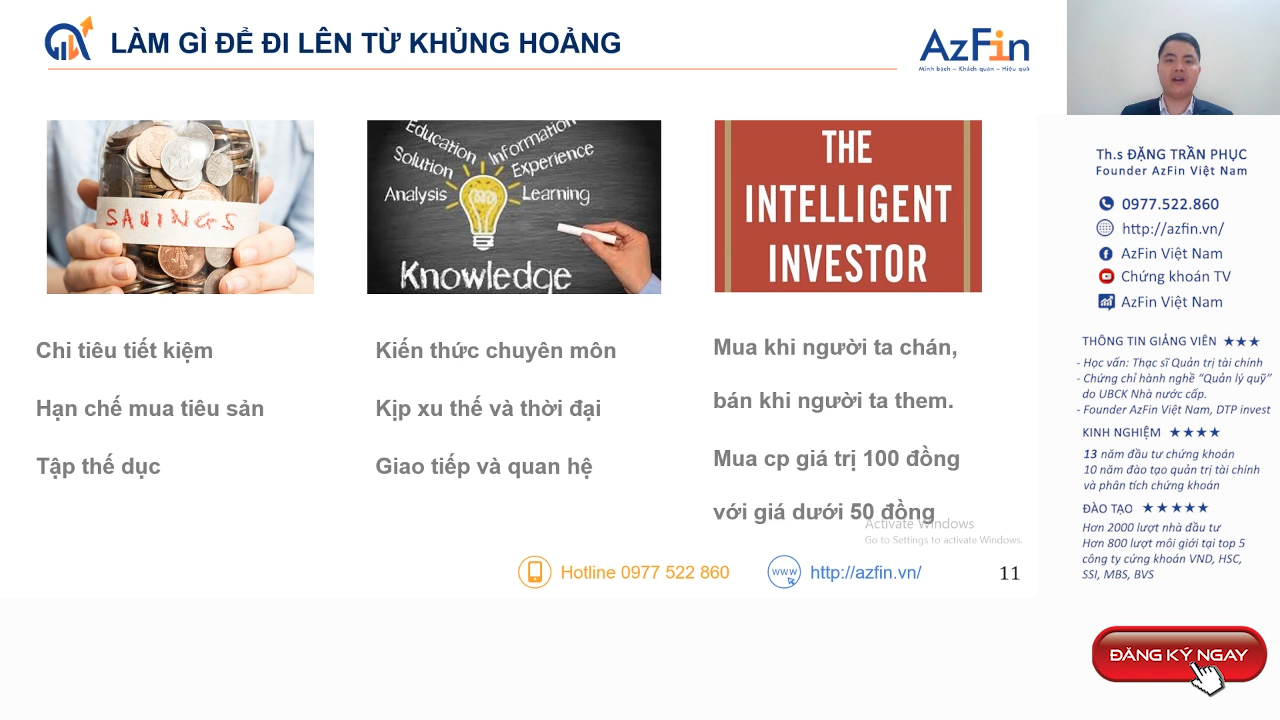 LÀM GÌ ĐỂ ĐI LÊN TỪ KHỦNG HOẢNG
AzFin
Minh bạch – Khách quan – Hiệu quả
SAVINGS
Education
Information
Solution
Experience
Analysis
Learning
Knowledge
THE
INTELLIGENT
INVESTOR
Chi tiêu tiết kiệm
Hạn chế mua tiêu sản
Tập thể dục
Kiến thức chuyên môn
Kịp xu thế và thời đại
Giao tiếp và quan hệ
Mua khi người ta chán,
bán khi người ta them.
Mua cp giá trị 100 đồng
với giá dưới 50 đồng
Activate Windows
Go to Settings to activate Windows.
Hotline 0977 522 860
www
http://azfin.vn/
11
Th.s ĐẶNG TRẦN PHỤC
Founder AzFin Việt Nam
0977.522.860
http://azfin.vn/
AzFin Việt Nam
Chứng khoán TV
AzFin Việt Nam
THÔNG TIN GIẢNG VIÊN ★★★
- Học vấn: Thạc sĩ Quản trị tài chính
- Chứng chỉ hành nghề “Quản lý quỹ”
do UBCK Nhà nước cấp.
- Founder AzFin Việt Nam, DTP invest
KINH NGHIỆM ★★★★
13 năm đầu tư chứng khoán
10 năm đào tạo quản trị tài chính
và phân tích chứng khoán
ĐÀO TẠO ★★★★★
Hơn 2000 lượt nhà đầu tư
Hơn 800 lượt môi giới tại top 5
công ty cứng khoán VND, HSC,
SSI, MBS, BVS
ĐĂNG KÝ NGAY